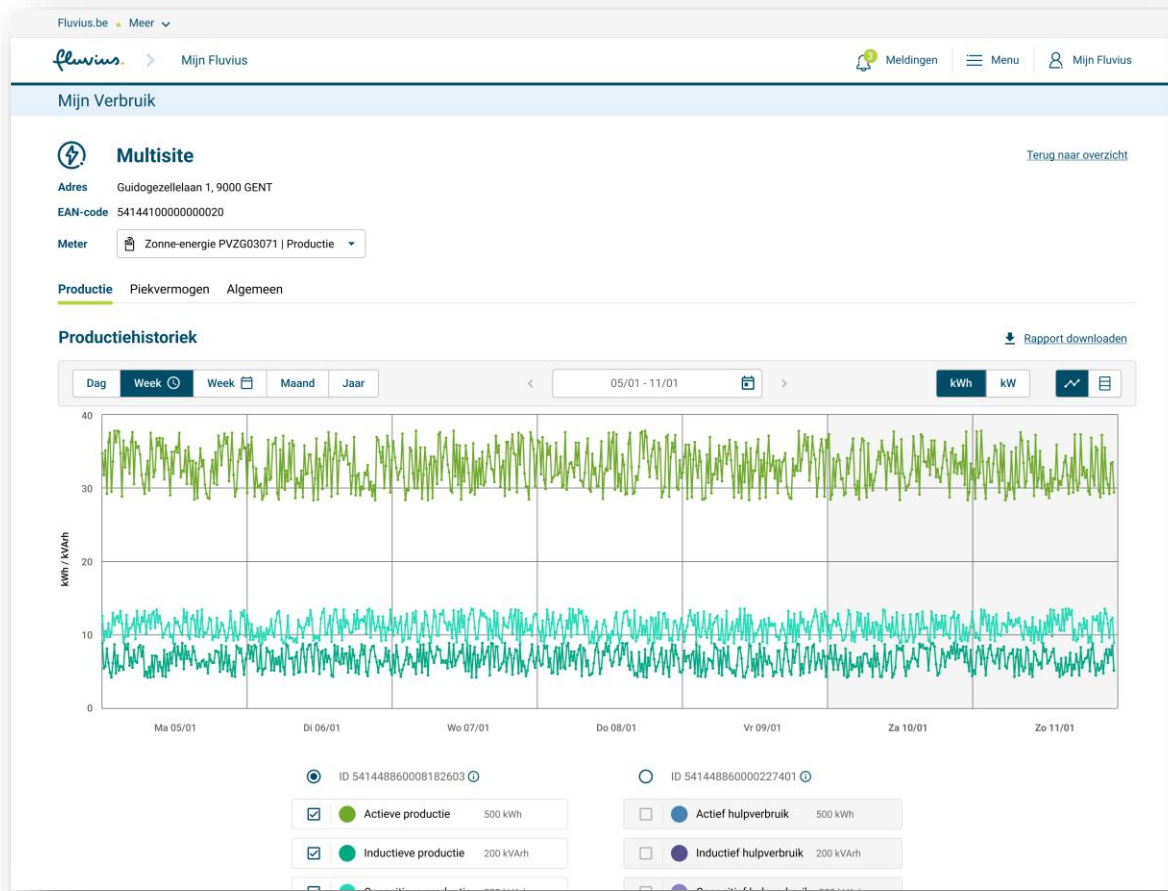 Fluvius.be • Meer
fluvius. > Mijn Fluvius
3 Meldingen Menu Mijn Fluvius
Mijn Verbruik
Multisite
Terug naar overzicht
Adres Guidogezellelaan 1, 9000 GENT
EAN-code 54144100000000020
Meter Zonne-energie PVZG03071 | Productie
Productie Piekvermogen Algemeen
Productiehistoriek
Rapport downloaden
Dag Week Week Maand Jaar
< 05/01 - 11/01 >
kWh kW
kWh / kVArh
40
30
20
10
0
Ma 05/01 Di 06/01 Wo 07/01 Do 08/01 Vr 09/01 Za 10/01 Zo 11/01
ID 541448860008182603
Actieve productie 500 kWh
Inductieve productie 200 kVArh
ID 541448860000227401
Actief hulpverbruik 500 kWh
Inductief hulpverbruik 200 kVArh